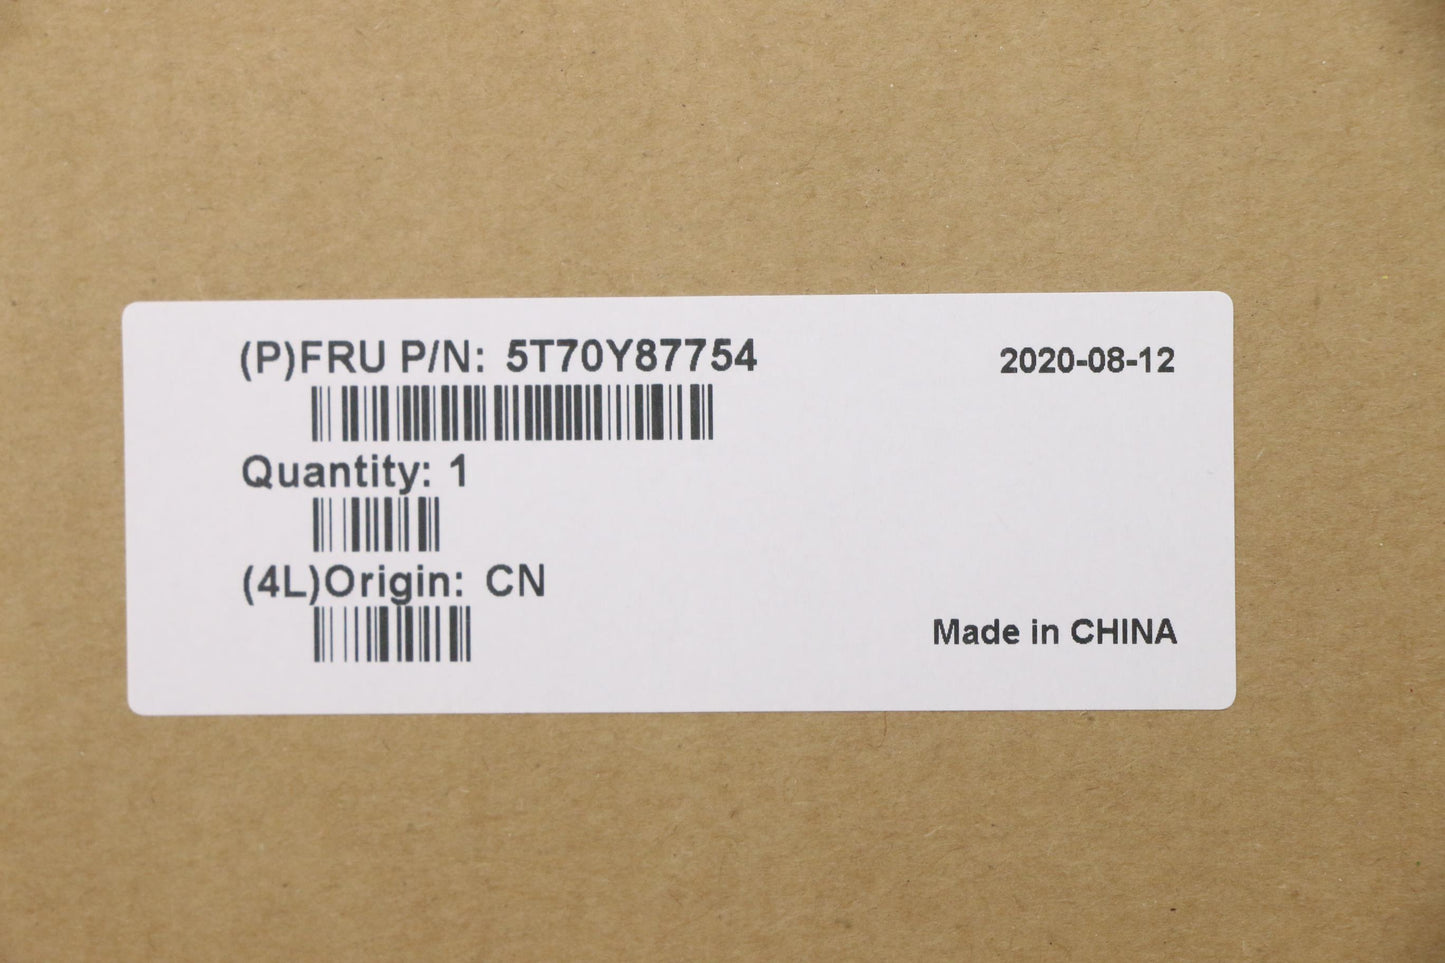 (P)FRU P/N: 5T70Y87754
2020-08-12
Quantity: 1
(4L)Origin: CN
Made in CHINA